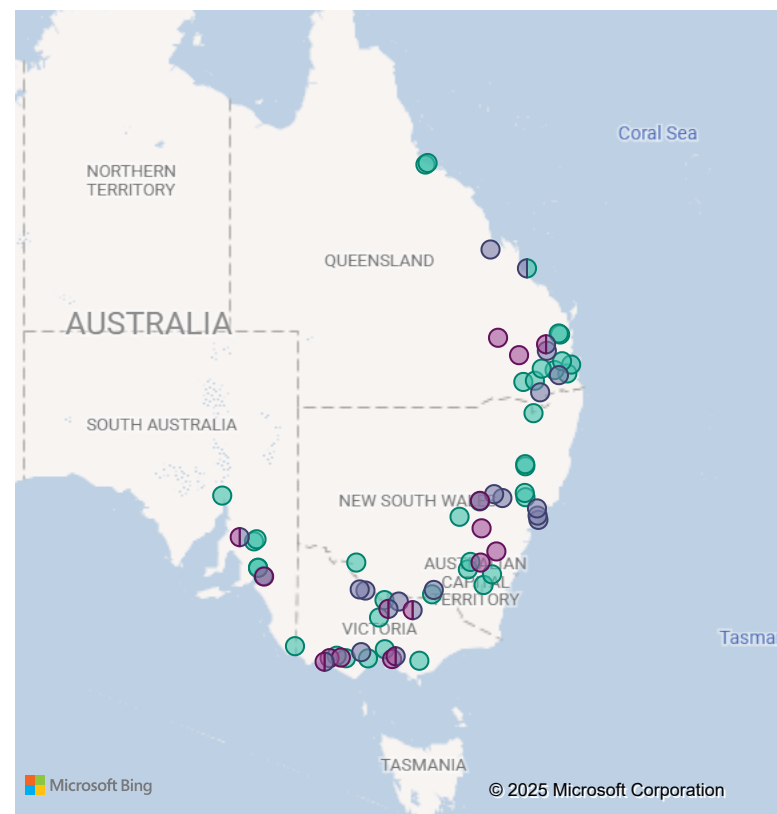 Coral Sea
NORTHERN
TERRITORY
QUEENSLAND
AUSTRALIA
SOUTH AUSTRALIA
NEW SOUTH WALES
AUSTRALIAN
CAPITAL
TERRITORY
VICTORIA
Tasma
TASMANIA
Microsoft Bing
© 2025 Microsoft Corporation